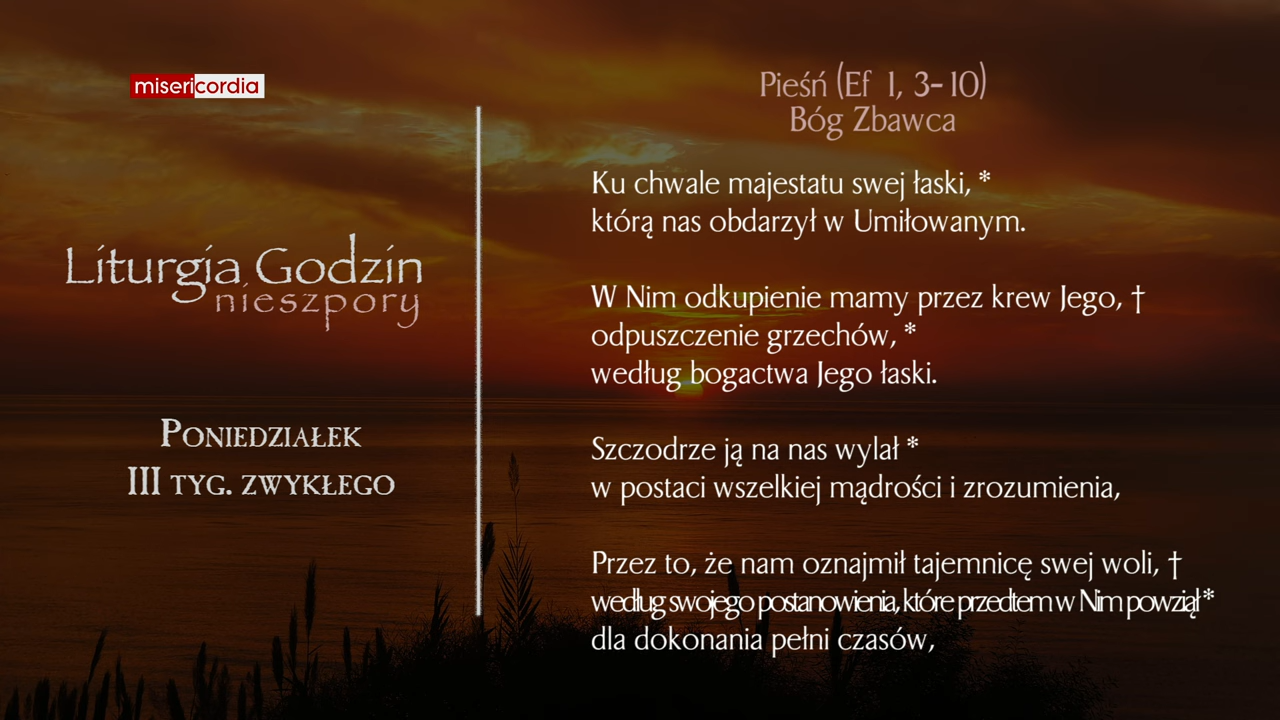 misericordia
Liturgia Godzin
nieszpory
Poniedziałek
III tyg. zwykłego
Pieśń (Ef 1, 3-10)
Bóg Zbawca
Ku chwale majestatu swej łaski, *
którą nas obdarzył w Umiłowanym.
W Nim odkupienie mamy przez krew Jego, †
odpuszczenie grzechów, *
według bogactwa Jego łaski.
Szczodrze ją na nas wylał *
w postaci wszelkiej mądrości i zrozumienia,
Przez to, że nam oznajmił tajemnicę swej woli, †
według swojego postanowienia, które przedtem w Nim powziął *
dla dokonania pełni czasów,